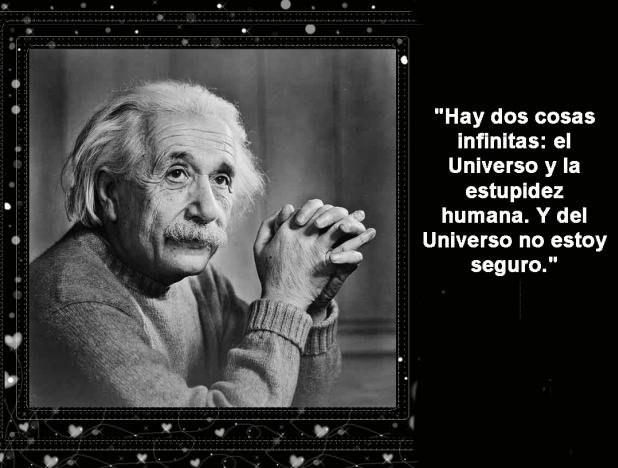 "Hay dos cosas
infinitas: el
Universo y la
estupidez
humana. Y del
Universo no estoy
seguro."